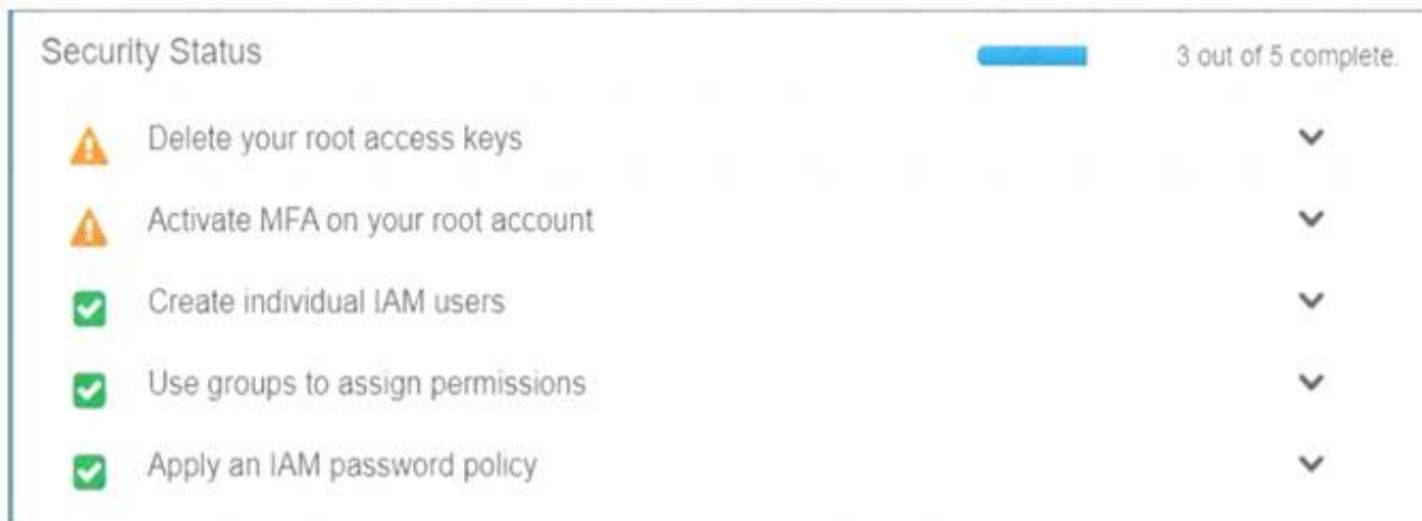 Security Status
3 out of 5 complete.
Delete your root access keys
Activate MFA on your root account
Create individual IAM users
Use groups to assign permissions
Apply an IAM password policy